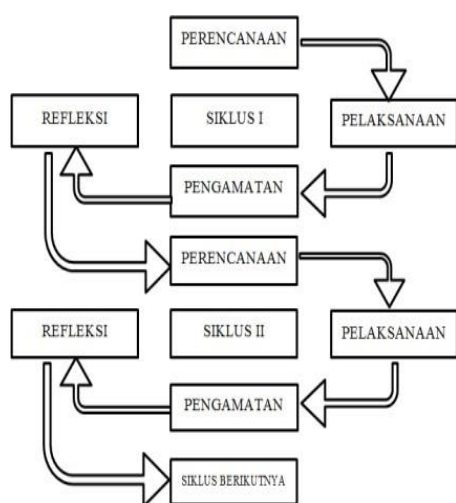 PERENCANAAN
REFLEKSI
SIKLUS I
PELAKSANAAN
PENGAMATAN
PERENCANAAN
REFLEKSI
SIKLUS II
PELAKSANAAN
PENGAMATAN
SIKLUS BERIKUTNYA